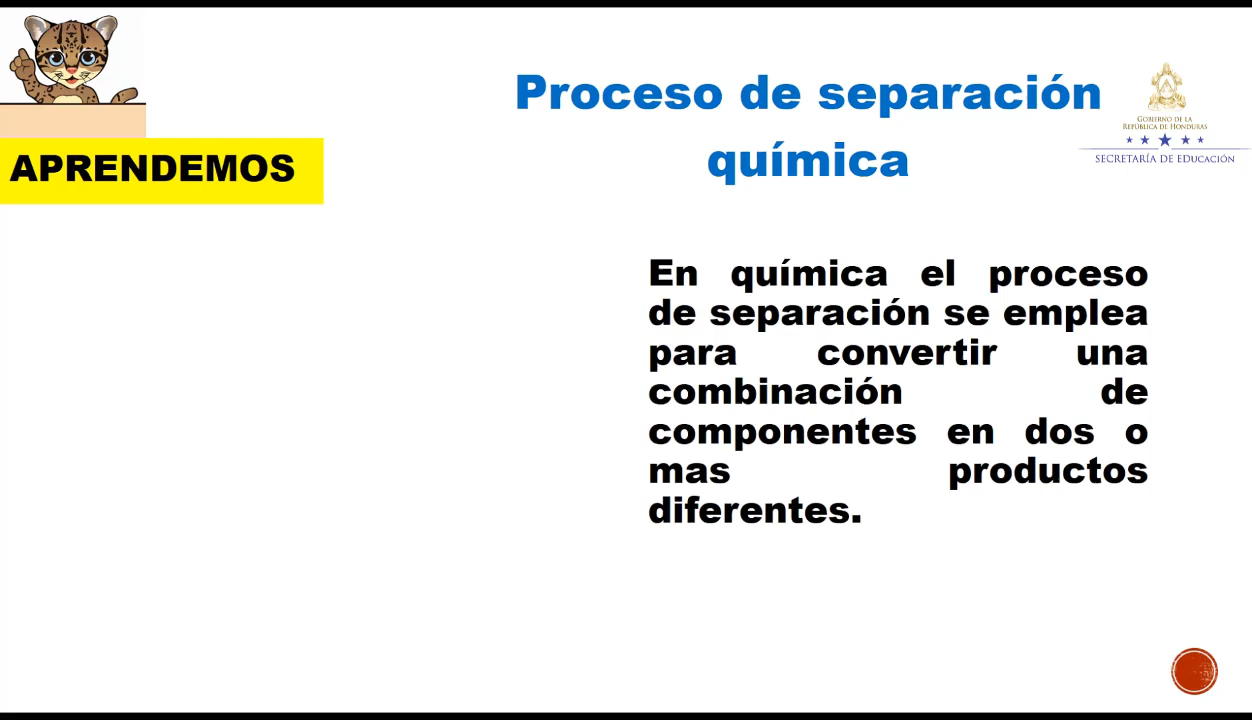 Proceso de separación
química
GOBIERNO DE LA
REPÚBLICA DE HONDURAS
SECRETARÍA DE EDUCACIÓN
APRENDEMOS
En química el proceso
de separación se emplea
para convertir una
combinación de
componentes en dos o
mas productos
diferentes.